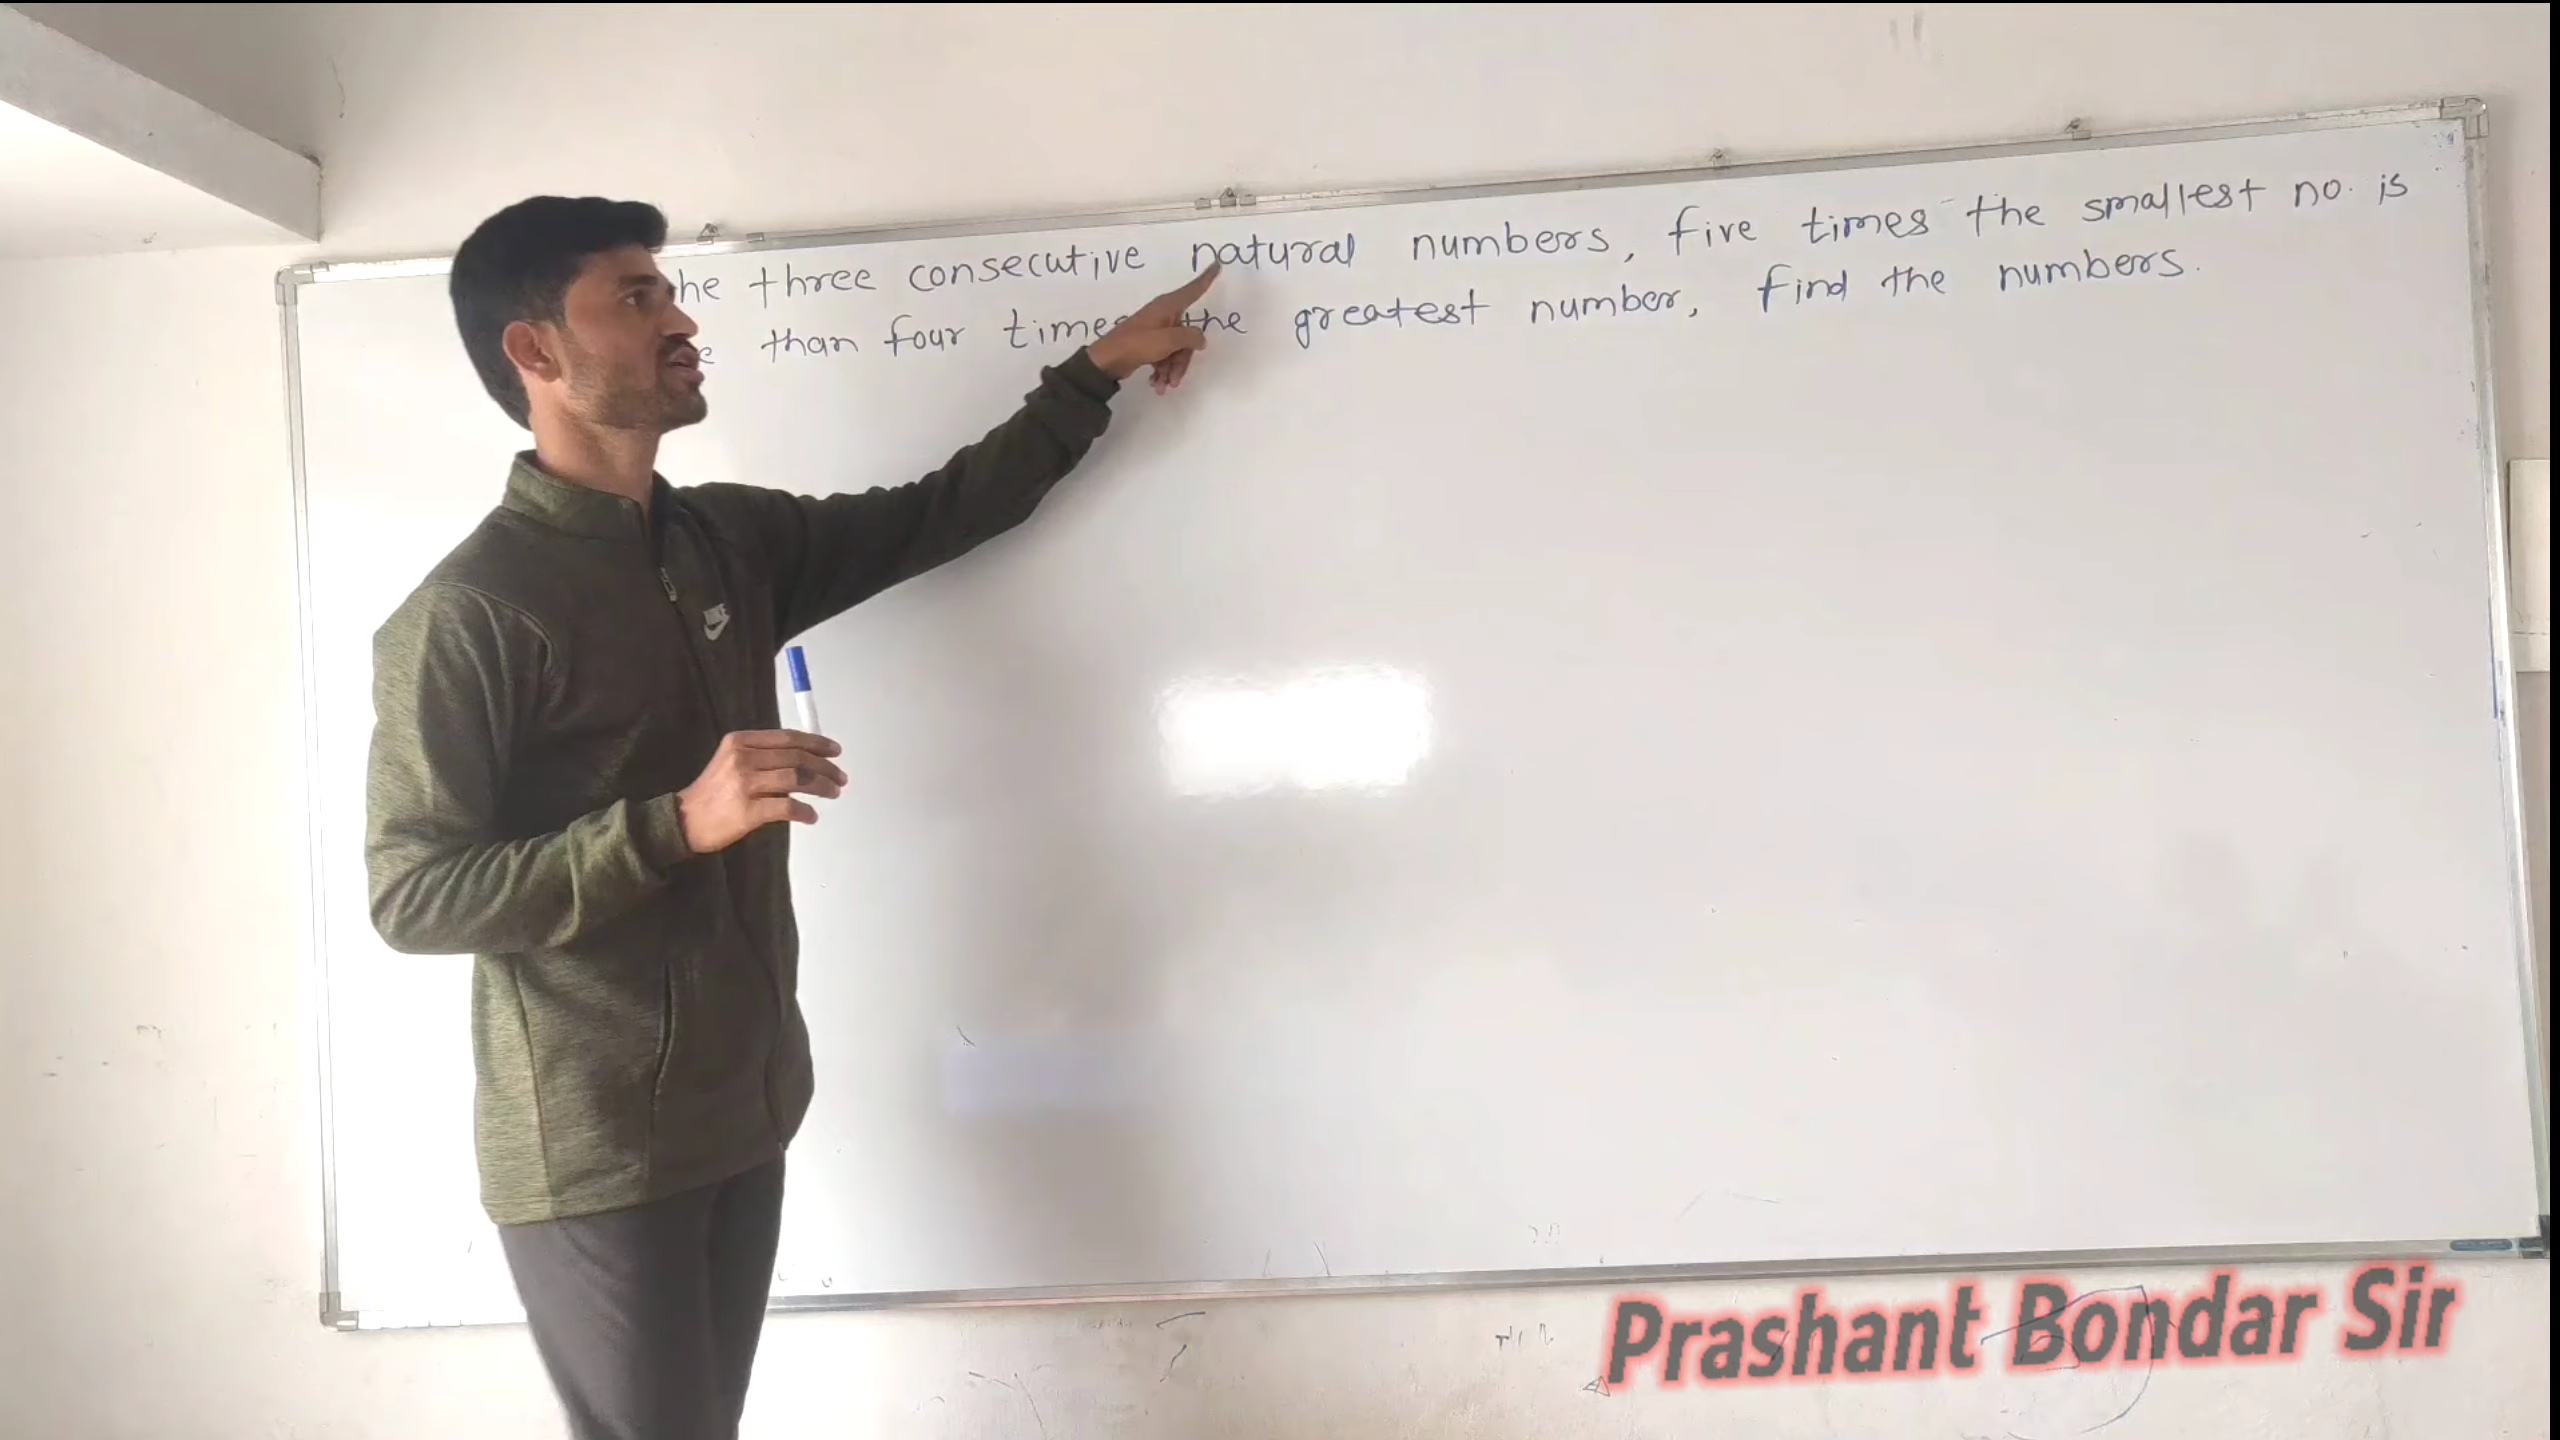 he three consecutive natural numbers, five times the smallest no. is
than four times the greatest number, find the numbers.
NIKE
Prashant Bondar Sir